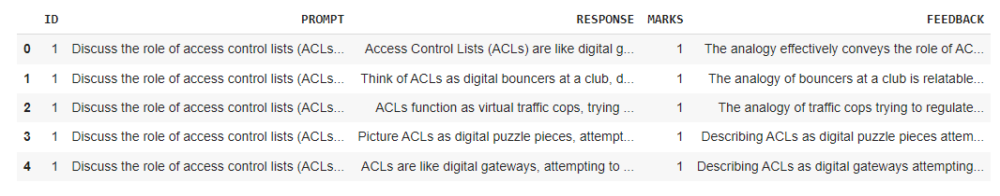 ID PROMPT RESPONSE MARKS FEEDBACK
0 1 Discuss the role of access control lists (ACLs... Access Control Lists (ACLs) are like digital g... 1 The analogy effectively conveys the role of AC...
1 1 Discuss the role of access control lists (ACLs... Think of ACLs as digital bouncers at a club, d... 1 The analogy of bouncers at a club is relatable...
2 1 Discuss the role of access control lists (ACLs... ACLs function as virtual traffic cops, trying ... 1 The analogy of traffic cops trying to regulate...
3 1 Discuss the role of access control lists (ACLs... Picture ACLs as digital puzzle pieces, attempt... 1 Describing ACLs as digital puzzle pieces attem...
4 1 Discuss the role of access control lists (ACLs... ACLs are like digital gateways, attempting to ... 1 Describing ACLs as digital gateways attempting...